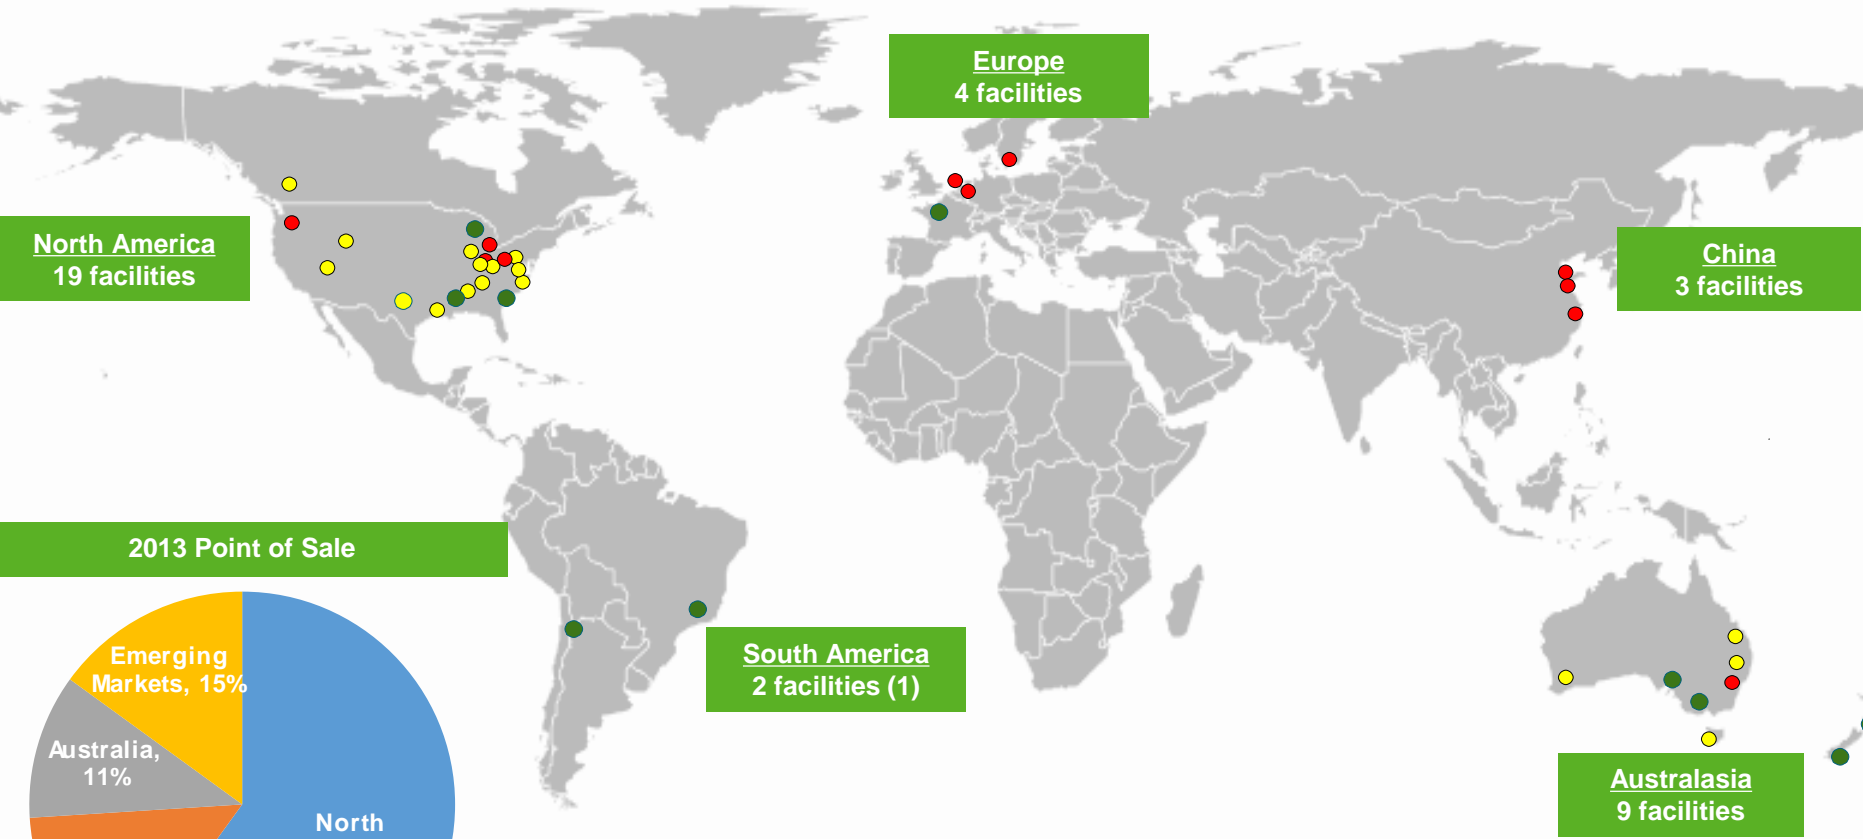 Europe
4 facilities
North America
19 facilities
China
3 facilities
2013 Point of Sale
Emerging
Markets, 15%
Australia,
11%
North
South America
2 facilities (1)
Australasia
9 facilities